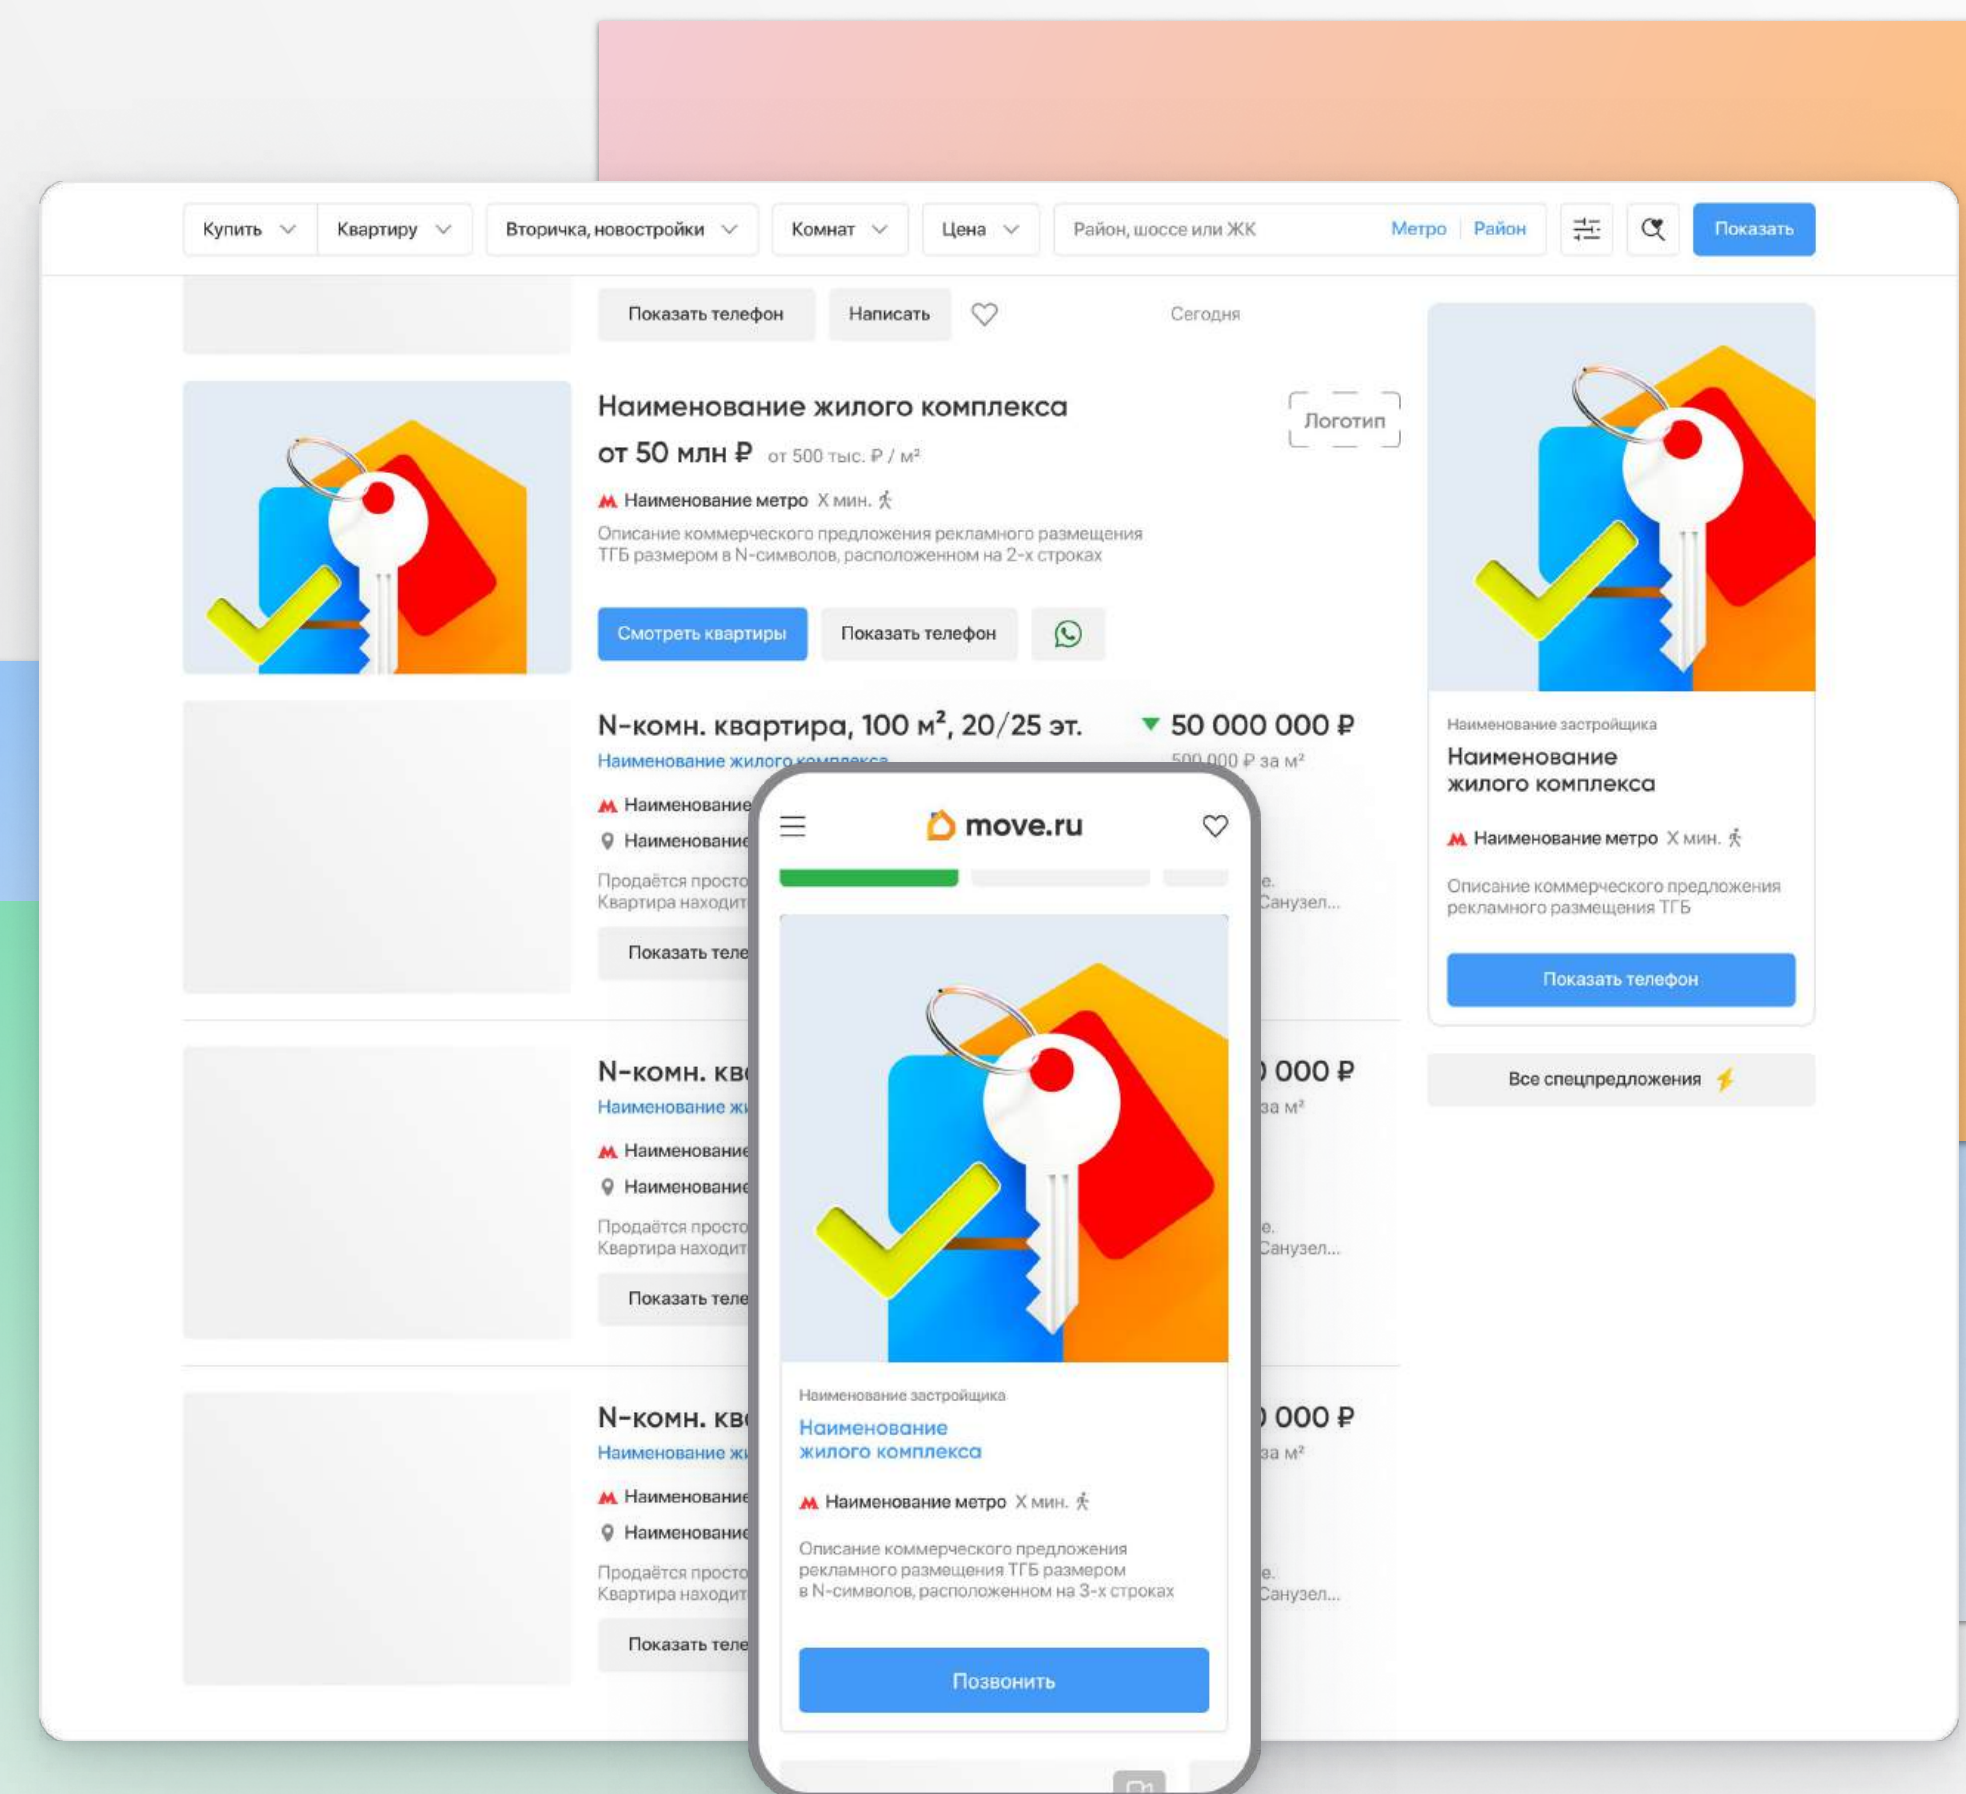 Купить
Квартиру
Вторичка, новостройки
Комнат
Цена
Район, шоссе или ЖК
Метро
Район
Показать
Показать телефон
Написать
Сегодня
Наименование жилого комплекса
Логотип
от 50 млн ₽ от 500 тыс. ₽ / м²
Наименование метро X мин.
Описание коммерческого предложения рекламного размещения
ТГБ размером в N-символов, расположенном на 2-х строках
Смотреть квартиры
Показать телефон
N-комн. квартира, 100 м², 20/25 эт.
50 000 000 ₽
Наименование жилого комплекса
500 000 ₽ за м²
Наименование
Наименование
Продаётся просто
е.
Квартира находит
Санузел...
Показать теле
N-комн. кв
000 ₽
Наименование ж
за м²
Наименование
Наименование
Продаётся просто
е.
Квартира находит
Санузел...
Показать теле
N-комн. кв
000 ₽
Наименование ж
за м²
Наименование
Наименование
Продаётся просто
е.
Квартира находит
Санузел...
Показать теле
Наименование застройщика
Наименование
жилого комплекса
Наименование метро X мин.
Описание коммерческого предложения
рекламного размещения ТГБ
Показать телефон
Все спецпредложения
move.ru
Наименование застройщика
Наименование
жилого комплекса
Наименование метро X мин.
Описание коммерческого предложения
рекламного размещения ТГБ размером
в N-символов, расположенном на 3-х строках
Позвонить